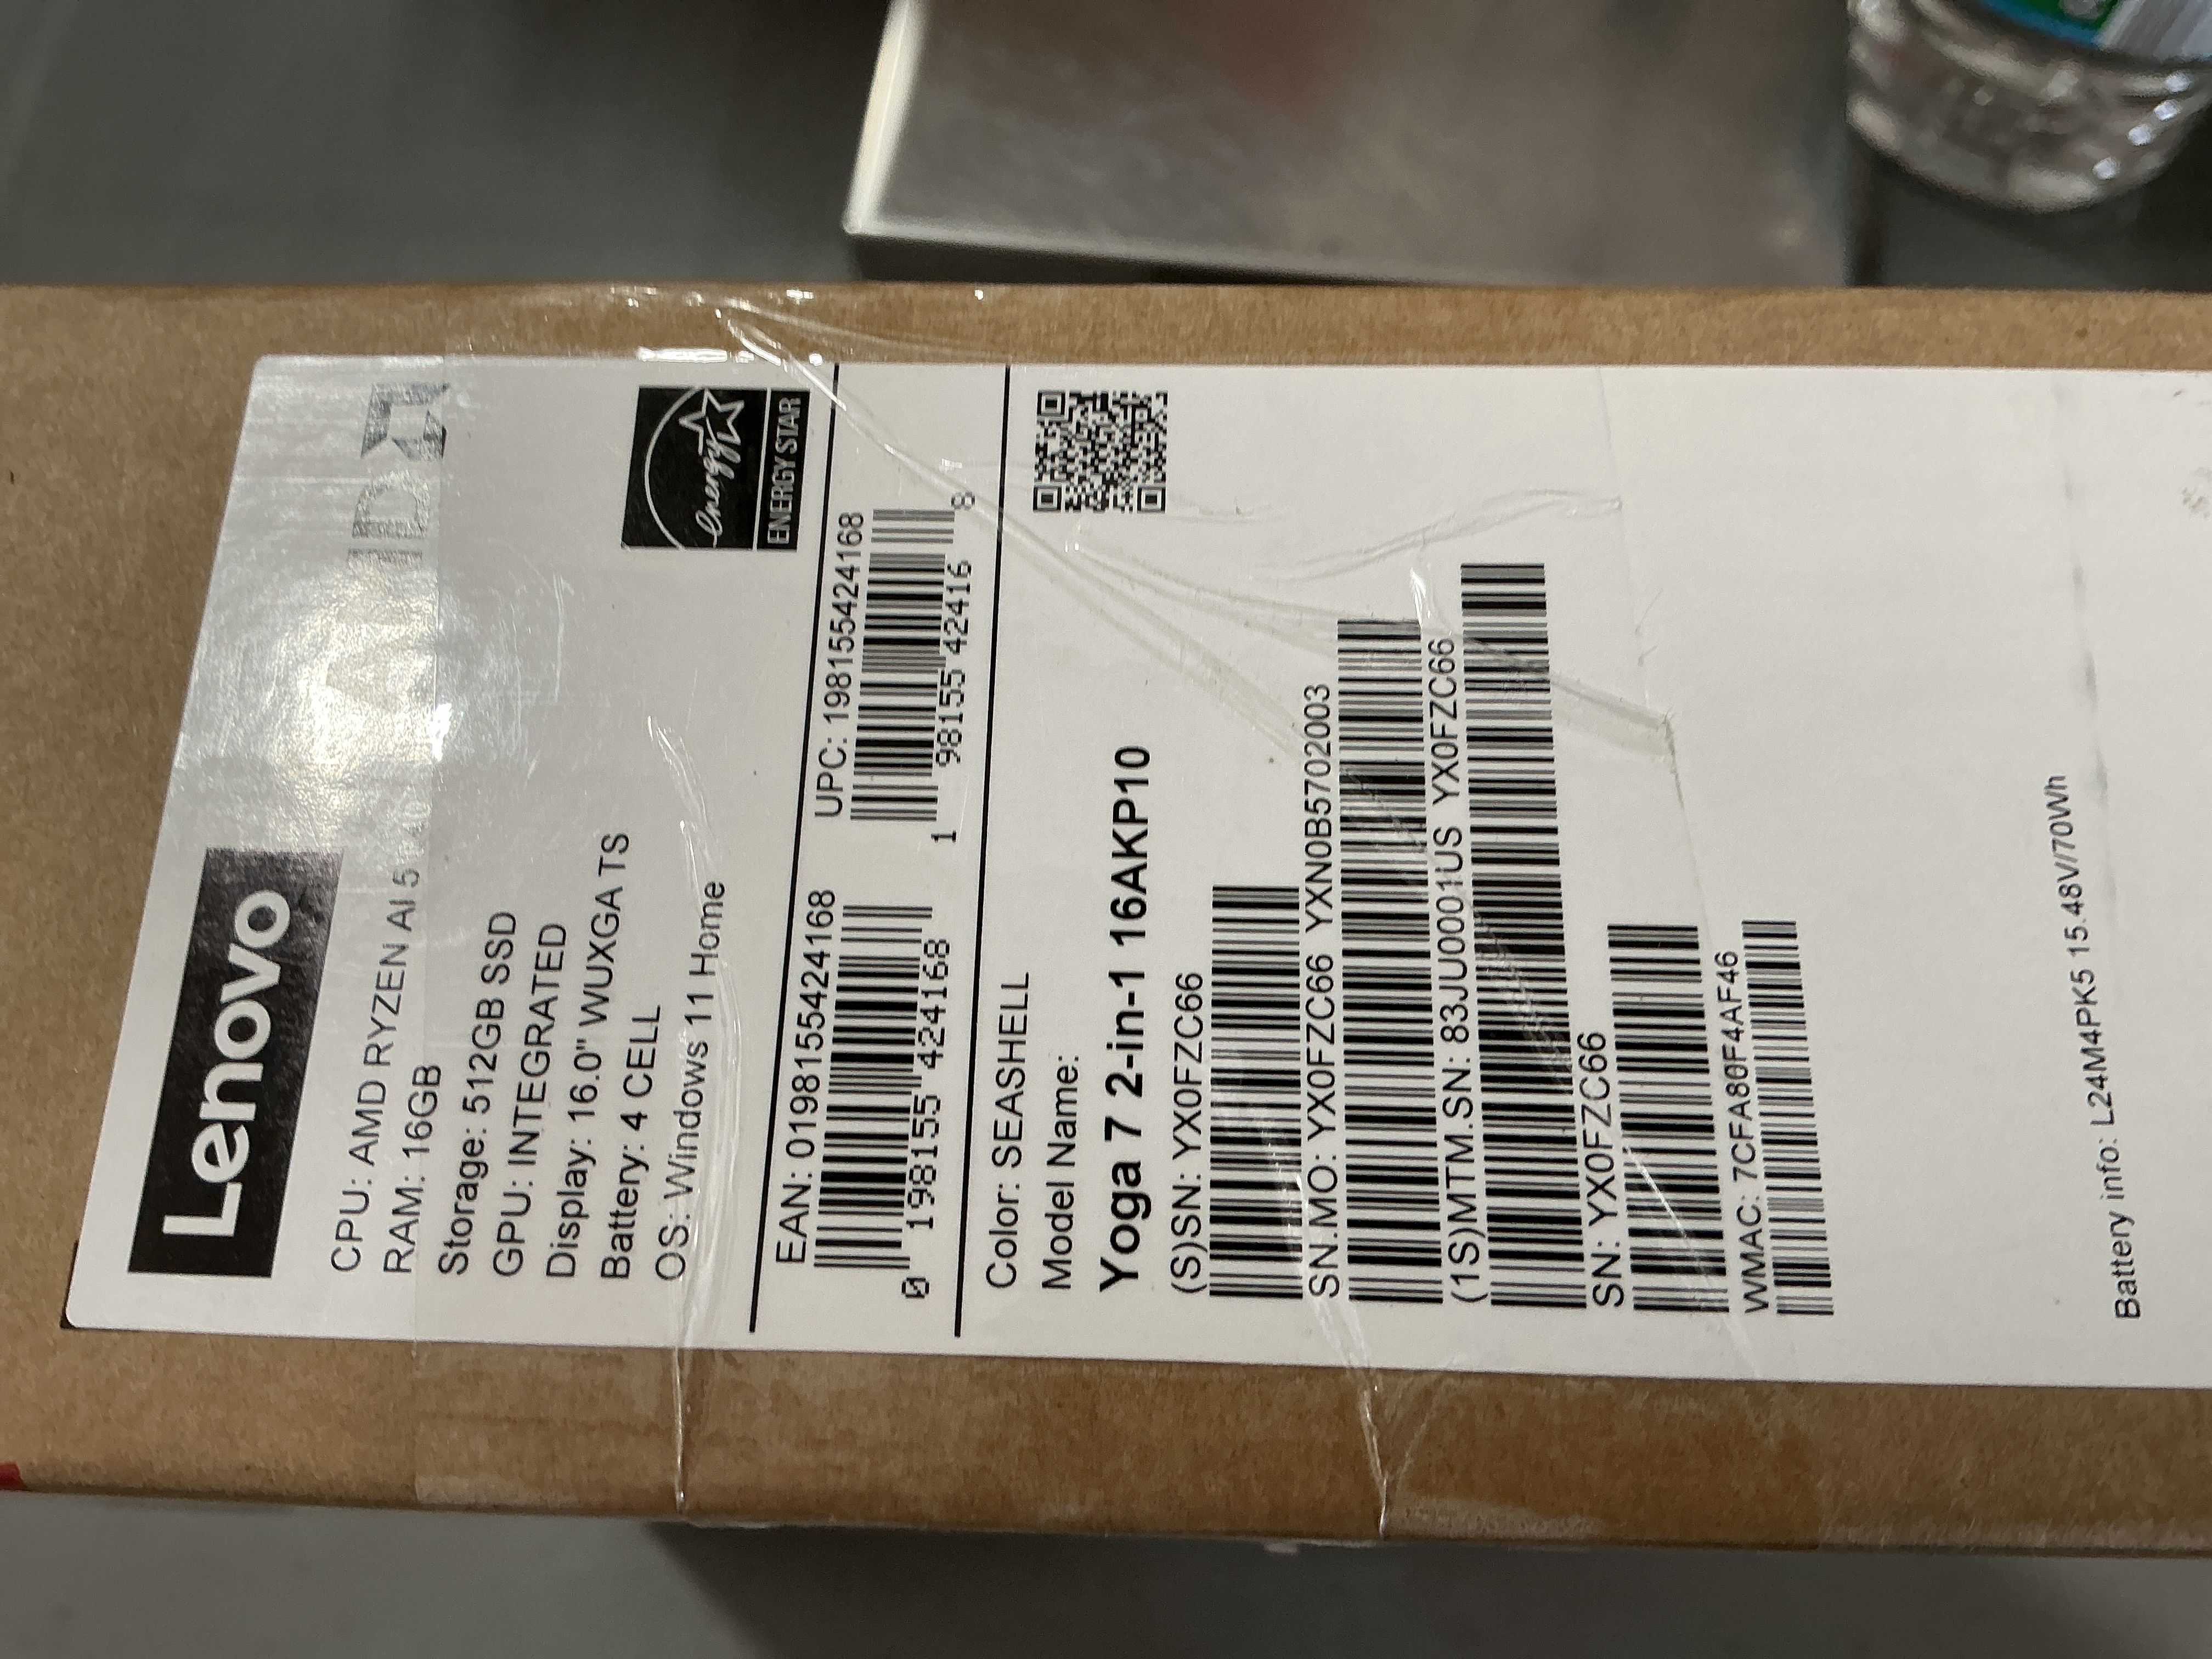 Lenovo
CPU: AMD RYZEN AI 5
RAM: 16GB
AMD
Storage: 512GB SSD
GPU: INTEGRATED
Display: 16.0" WUXGA TS
Battery: 4 CELL
OS: Windows 11 Home
energy
ENERGY STAR
EAN: 0198155424168
0 198155 424168
UPC: 198155424168
1 98155 42416 8
Color: SEASHELL
Model Name:
Yoga 7 2-in-1 16AKP10
(S)SN: YX0FZC66
SN.MO: YX0FZC66 YXN0B5702003
(1S)MTM.SN: 83JU0001US YX0FZC66
SN: YX0FZC66
WMAC: 7CFA80F4AF46
Battery info: L24M4PK5 15.48V/70Wh